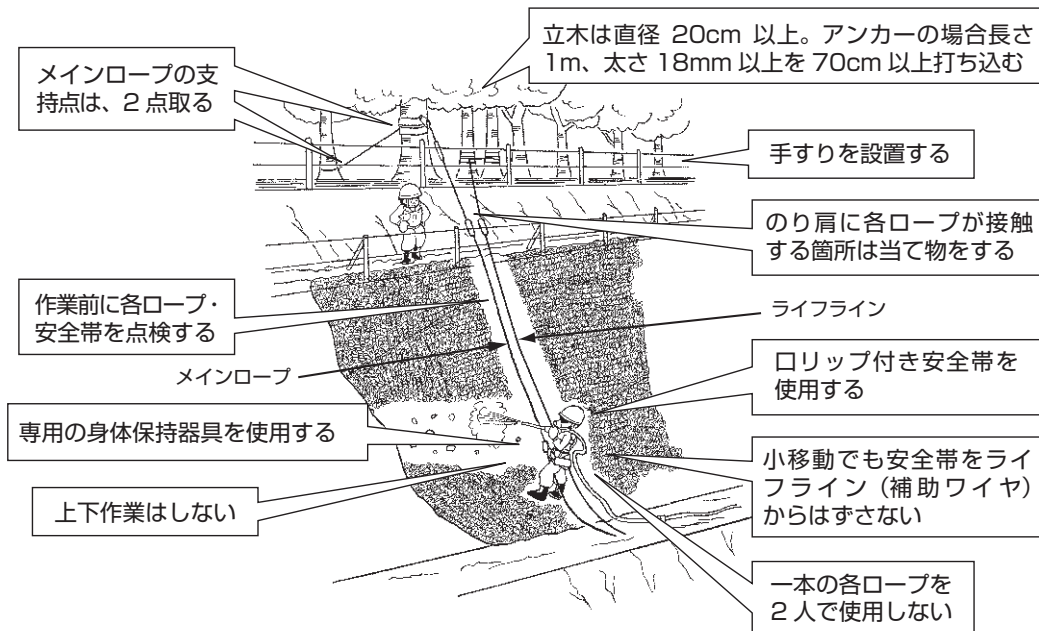 立木は直径 20cm 以上。アンカーの場合長さ
1m、太さ 18mm 以上を 70cm 以上打ち込む
メインロープの支
持点は、2 点取る
手すりを設置する
のり肩に各ロープが接触
する箇所は当て物をする
作業前に各ロープ・
安全帯を点検する
ライフライン
メインロープ
ロリップ付き安全帯を
使用する
専用の身体保持器具を使用する
小移動でも安全帯をライ
フライン（補助ワイヤ）
からはずさない
上下作業はしない
一本の各ロープを
2 人で使用しない